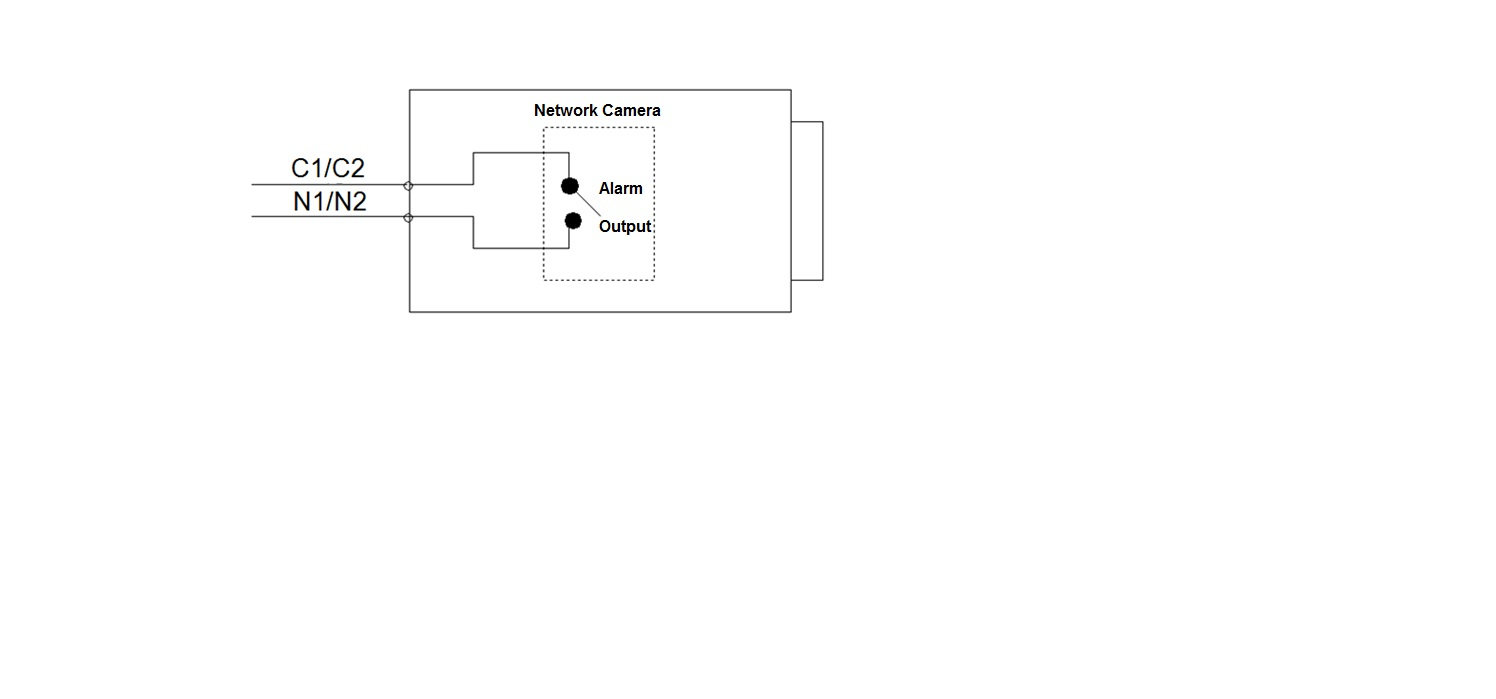 Network Camera
C1/C2
Alarm
N1/N2
Output